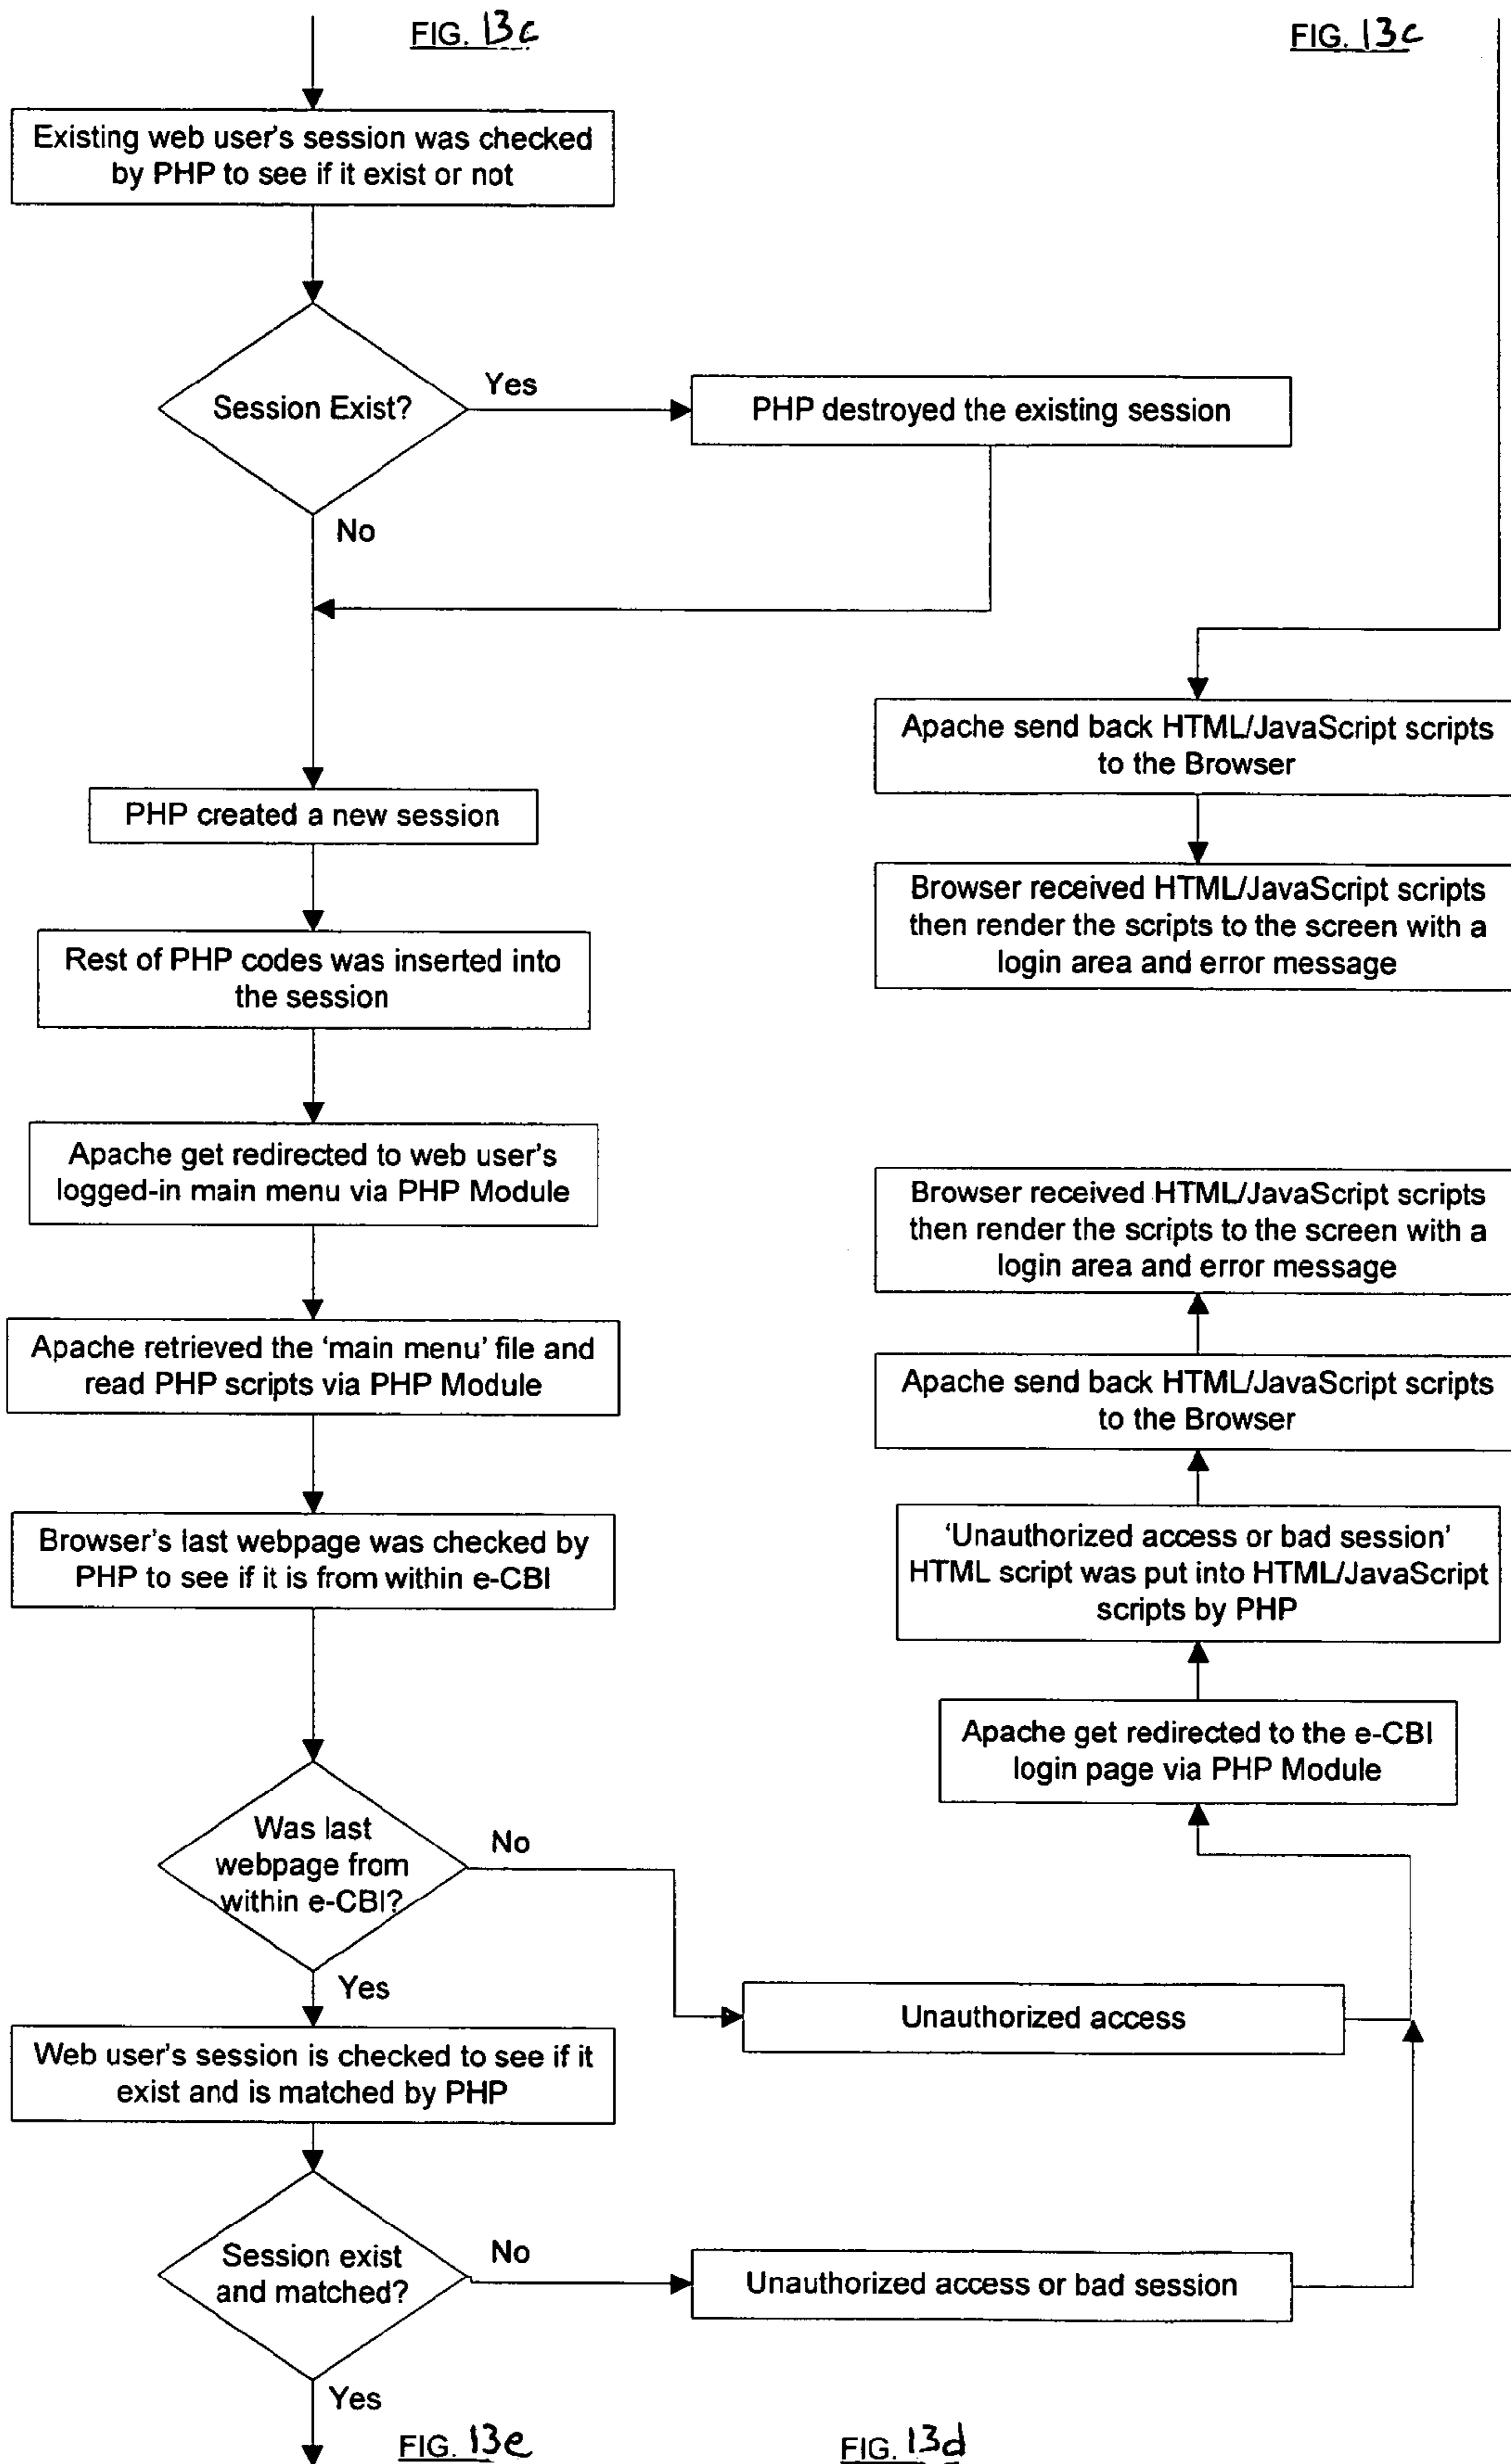 FIG. 13c
FIG. 13c
Existing web user's session was checked
by PHP to see if it exist or not
Session Exist?
Yes
PHP destroyed the existing session
No
Apache send back HTML/JavaScript scripts
to the Browser
PHP created a new session
Browser received HTML/JavaScript scripts
then render the scripts to the screen with a
login area and error message
Rest of PHP codes was inserted into
the session
Apache get redirected to web user's
logged-in main menu via PHP Module
Browser received HTML/JavaScript scripts
then render the scripts to the screen with a
login area and error message
Apache retrieved the 'main menu' file and
read PHP scripts via PHP Module
Apache send back HTML/JavaScript scripts
to the Browser
Browser's last webpage was checked by
PHP to see if it is from within e-CBI
'Unauthorized access or bad session'
HTML script was put into HTML/JavaScript
scripts by PHP
Apache get redirected to the e-CBI
login page via PHP Module
Was last
webpage from
within e-CBI?
No
Yes
Unauthorized access
Web user's session is checked to see if it
exist and is matched by PHP
Session exist
and matched?
No
Unauthorized access or bad session
Yes
FIG. 13e
FIG. 13d